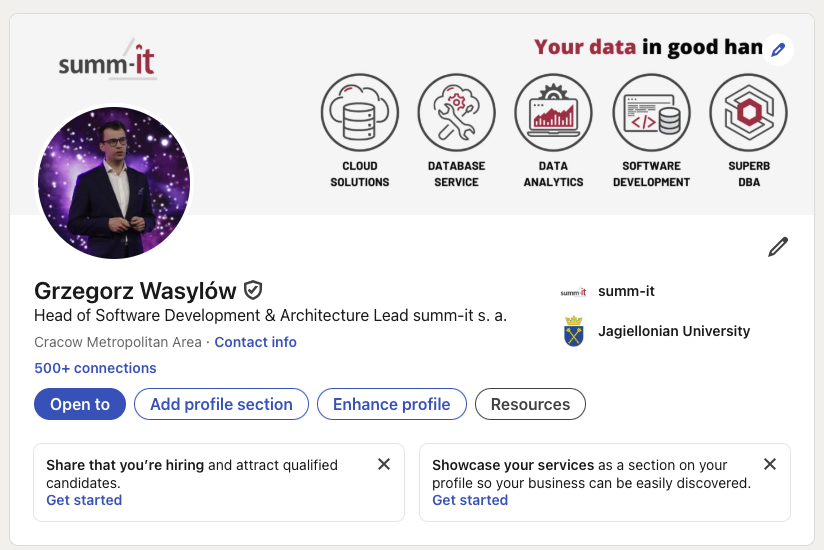 summ-it
Your data in good han
CLOUD
SOLUTIONS
DATABASE
SERVICE
DATA
ANALYTICS
SOFTWARE
DEVELOPMENT
SUPERB
DBA
Grzegorz Wasylów
Head of Software Development & Architecture Lead summ-it s. a.
Cracow Metropolitan Area · Contact info
500+ connections
summ-it summ-it
Jagiellonian University
Open to
Add profile section
Enhance profile
Resources
Share that you’re hiring and attract qualified
candidates.
Get started
Showcase your services as a section on your
profile so your business can be easily discovered.
Get started